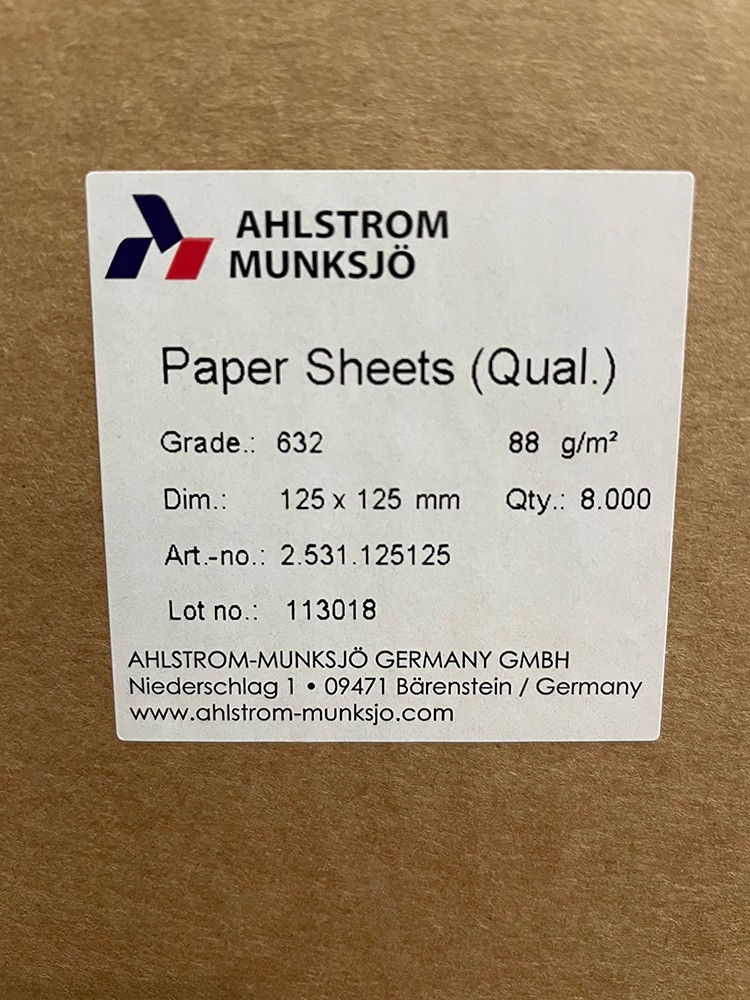 AHLSTROM
MUNKSJÖ
Paper Sheets (Qual.)
Grade.: 632 88 g/m²
Dim.: 125 x 125 mm Qty.: 8.000
Art.-no.: 2.531.125125
Lot no.: 113018
AHLSTROM-MUNKSJÖ GERMANY GMBH
Niederschlag 1 • 09471 Bärenstein / Germany
www.ahlstrom-munksjo.com